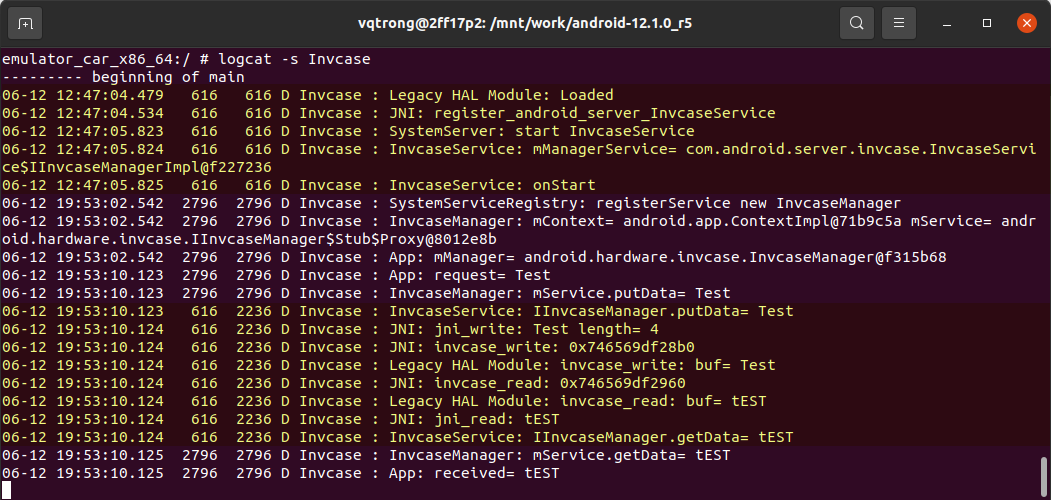 vqtrong@2ff17p2: /mnt/work/android-12.1.0_r5
emulator_car_x86_64:/ # logcat -s Invcase
--------- beginning of main
06-12 12:47:04.479   616   616 D Invcase : Legacy HAL Module: Loaded
06-12 12:47:04.534   616   616 D Invcase : JNI: register_android_server_InvcaseService
06-12 12:47:05.823   616   616 D Invcase : SystemServer: start InvcaseService
06-12 12:47:05.824   616   616 D Invcase : InvcaseService: mManagerService= com.android.server.invcase.InvcaseServi
ce$IInvcaseManagerImpl@f227236
06-12 12:47:05.825   616   616 D Invcase : InvcaseService: onStart
06-12 19:53:02.542  2796  2796 D Invcase : SystemServiceRegistry: registerService new InvcaseManager
06-12 19:53:02.542  2796  2796 D Invcase : InvcaseManager: mContext= android.app.ContextImpl@71b9c5a mService= andr
oid.hardware.invcase.IInvcaseManager$Stub$Proxy@8012e8b
06-12 19:53:02.542  2796  2796 D Invcase : App: mManager= android.hardware.invcase.InvcaseManager@f315b68
06-12 19:53:10.123  2796  2796 D Invcase : App: request= Test
06-12 19:53:10.123  2796  2796 D Invcase : InvcaseManager: mService.putData= Test
06-12 19:53:10.123   616  2236 D Invcase : InvcaseService: IInvcaseManager.putData= Test
06-12 19:53:10.124   616  2236 D Invcase : JNI: jni_write: Test length= 4
06-12 19:53:10.124   616  2236 D Invcase : JNI: invcase_write: 0x746569df28b0
06-12 19:53:10.124   616  2236 D Invcase : Legacy HAL Module: invcase_write: buf= Test
06-12 19:53:10.124   616  2236 D Invcase : JNI: invcase_read: 0x746569df2960
06-12 19:53:10.124   616  2236 D Invcase : Legacy HAL Module: invcase_read: buf= tEST
06-12 19:53:10.124   616  2236 D Invcase : JNI: jni_read: tEST
06-12 19:53:10.124   616  2236 D Invcase : InvcaseService: IInvcaseManager.getData= tEST
06-12 19:53:10.125  2796  2796 D Invcase : InvcaseManager: mService.getData= tEST
06-12 19:53:10.125  2796  2796 D Invcase : App: received= tEST